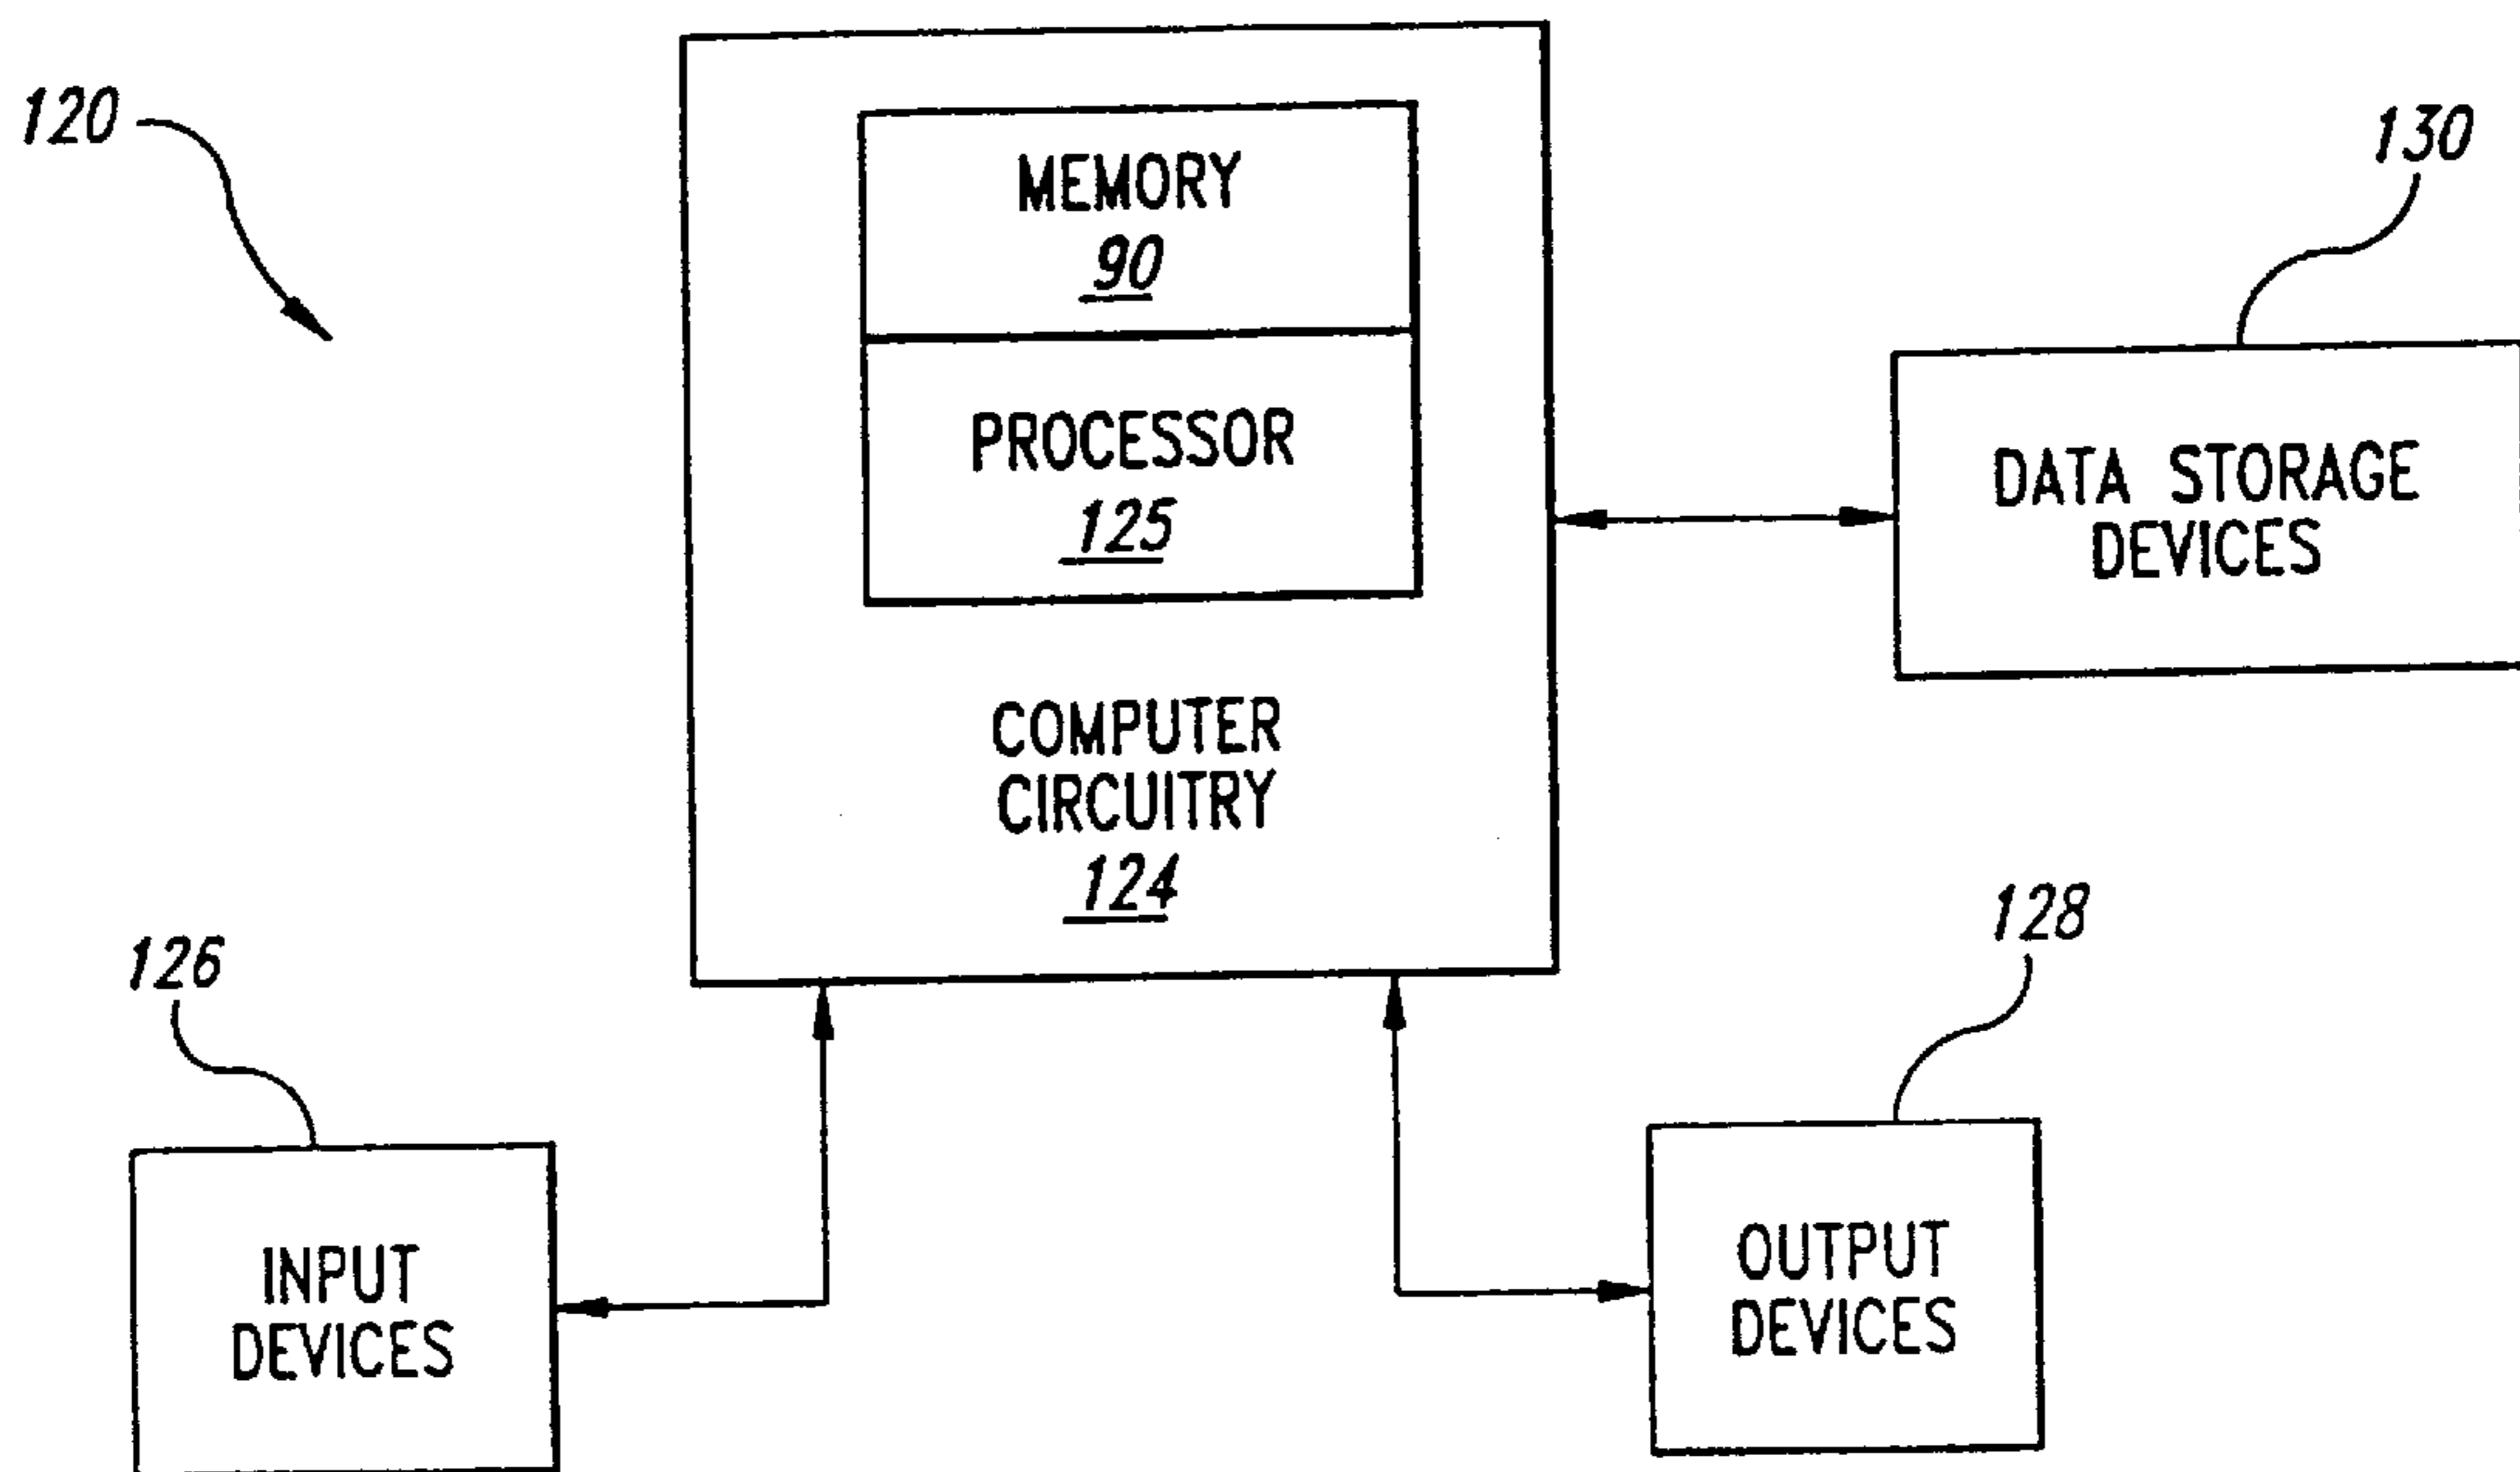 120
MEMORY
90
PROCESSOR
125
COMPUTER
CIRCUITRY
124
130
DATA STORAGE
DEVICES
126
INPUT
DEVICES
128
OUTPUT
DEVICES